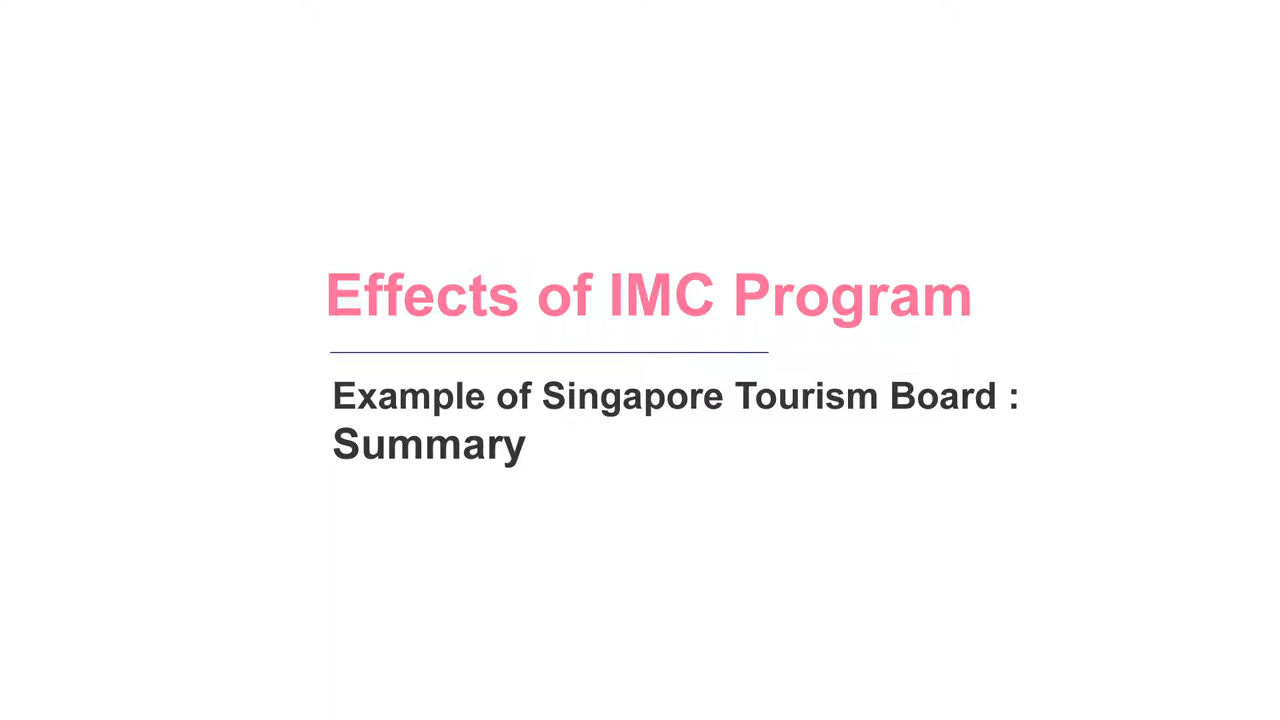 Effects of IMC Program
Example of Singapore Tourism Board :
Summary